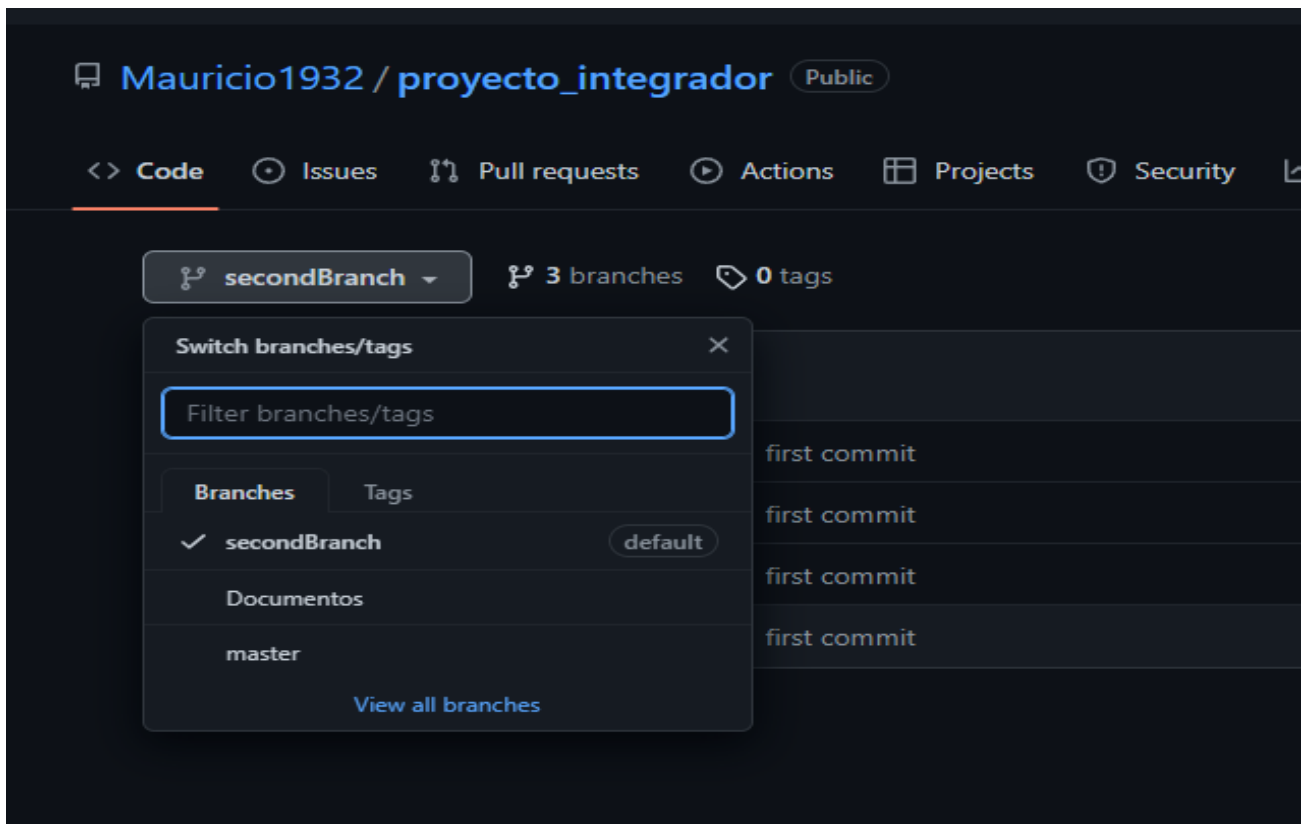 Mauricio1932 / proyecto_integrador Public
Code Issues Pull requests Actions Projects Security
secondBranch 3 branches 0 tags
Switch branches/tags
Filter branches/tags
first commit
Branches Tags
first commit
secondBranch default
first commit
Documentos
first commit
master
View all branches